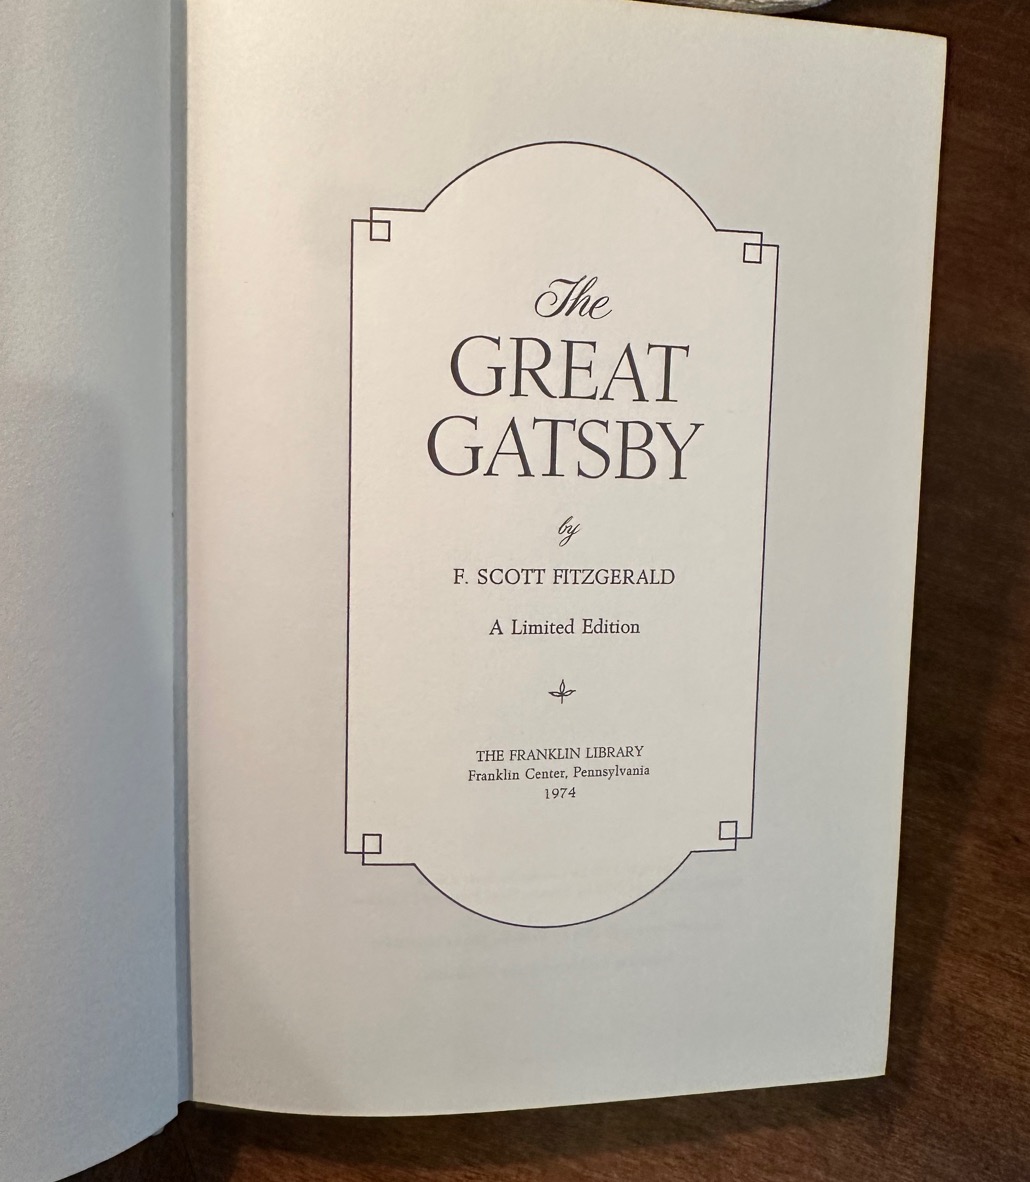 The
GREAT
GATSBY
by
F. SCOTT FITZGERALD
A Limited Edition
THE FRANKLIN LIBRARY
Franklin Center, Pennsylvania
1974